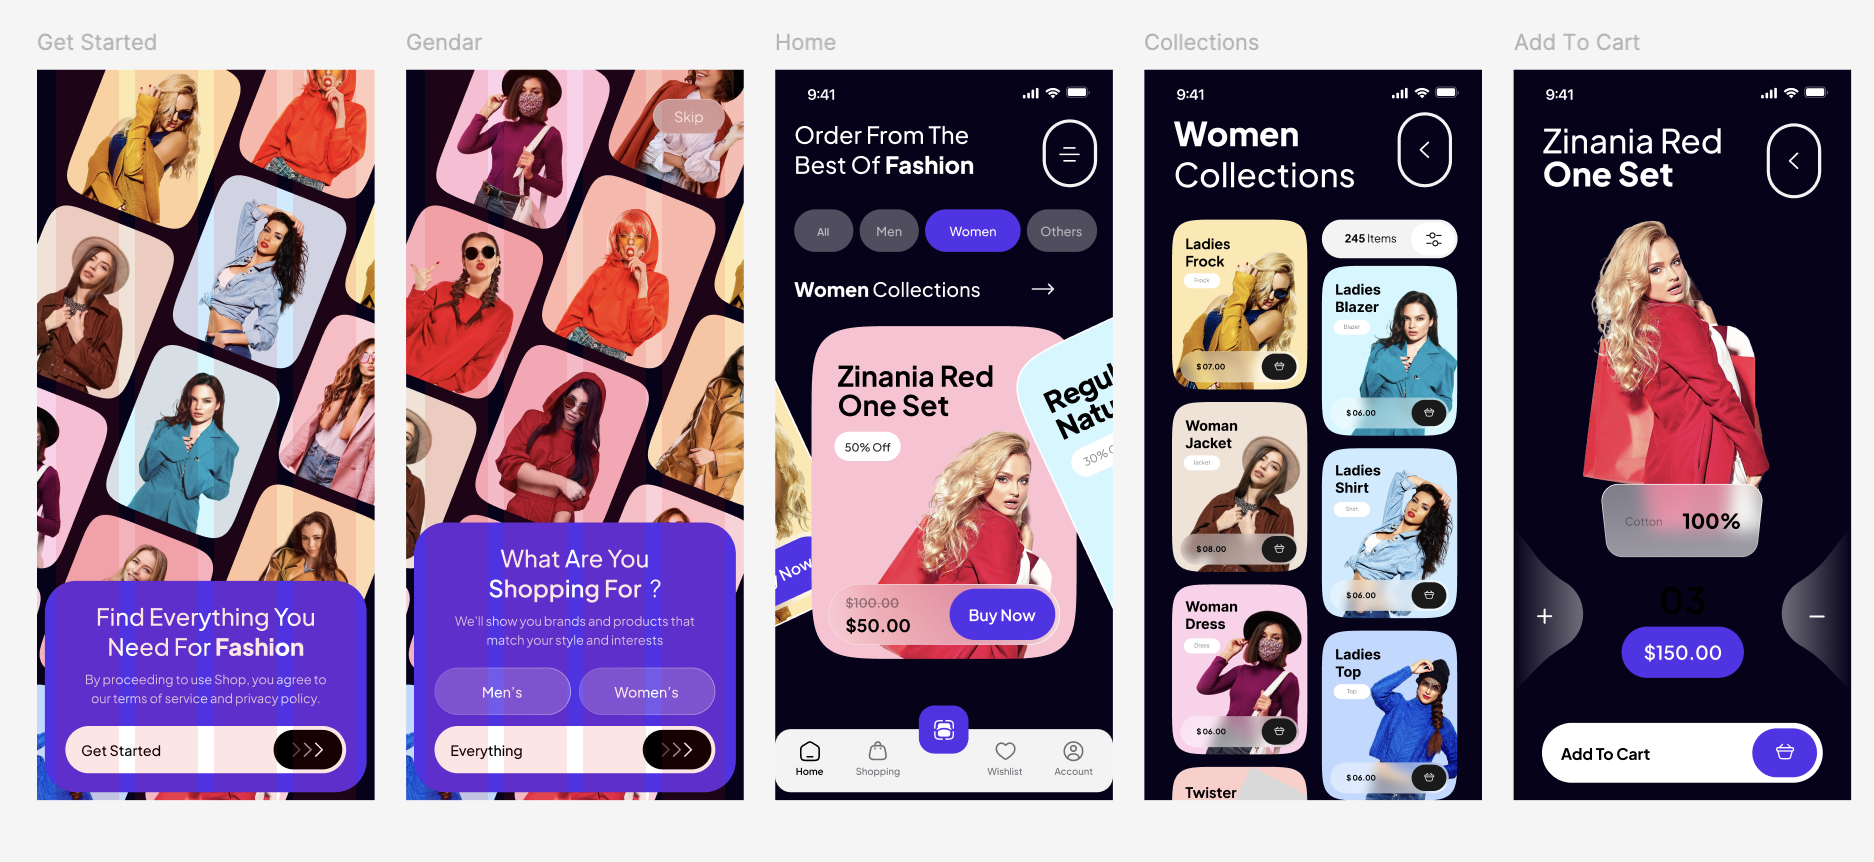 Get Started
Find Everything You
Need For Fashion
By proceeding to use Shop, you agree to
our terms of service and privacy policy.
Get Started
Gendar
Skip
What Are You
Shopping For ?
We'll show you brands and products that
match your style and interests
Men's
Women's
Everything
Home
9:41
Order From The
Best Of Fashion
All
Men
Women
Others
Women Collections
Zinania Red
One Set
50% Off
$100.00
$50.00
Buy Now
Now
Regul
Natu
30%
Home
Shopping
Wishlist
Account
Collections
9:41
Women
Collections
245 Items
Ladies
Frock
Frock
$ 07.00
Ladies
Blazer
Blazer
$ 06.00
Woman
Jacket
Jacket
$ 08.00
Ladies
Shirt
Shirt
$ 06.00
Woman
Dress
Dress
$ 06.00
Ladies
Top
Top
$ 06.00
Twister
Add To Cart
9:41
Zinania Red
One Set
Cotton 100%
03
+
−
$150.00
Add To Cart